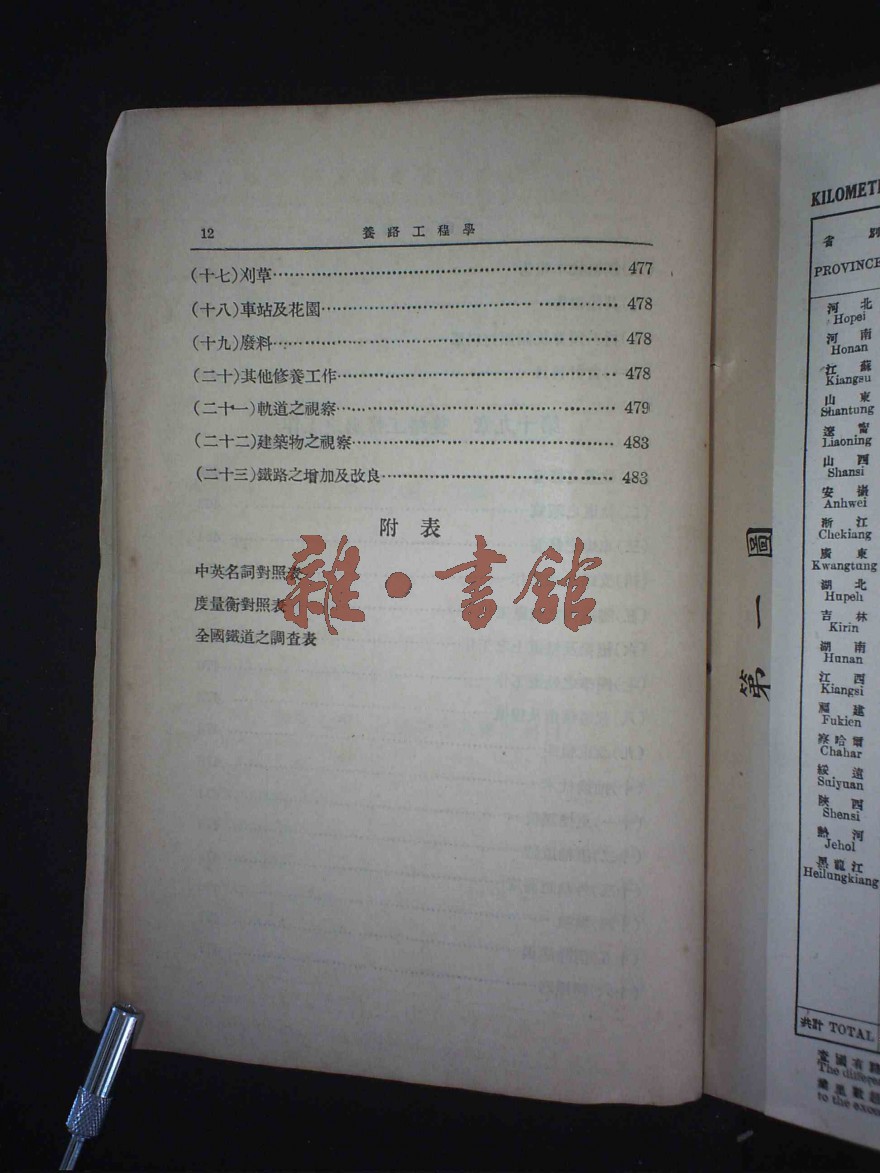 12 養路工程學
(十七)刈草 477
(十八)車站及花園 478
(十九)廢料 478
(二十)其他修養工作 478
(二十一)軌道之視察 479
(二十二)建築物之視察 483
(二十三)鐵路之增加及改良 483
附表
中英名詞對照表
度量衡對照表
全國鐵道之調查表
雜·書館
第一圖
省別
PROVINCE
河北
Hopei
河南
Honan
江蘇
Kiangsu
山東
Shantung
遼甯
Liaoning
山西
Shansi
安徽
Anhwei
浙江
Chekiang
廣東
Kwangtung
湖北
Hupeh
吉林
Kirin
湖南
Hunan
江西
Kiangsi
福建
Fukien
察哈爾
Chahar
綏遠
Suiyuan
陝西
Shensi
熱河
Jehol
黑龍江
Heilungkiang
共計 TOTAL